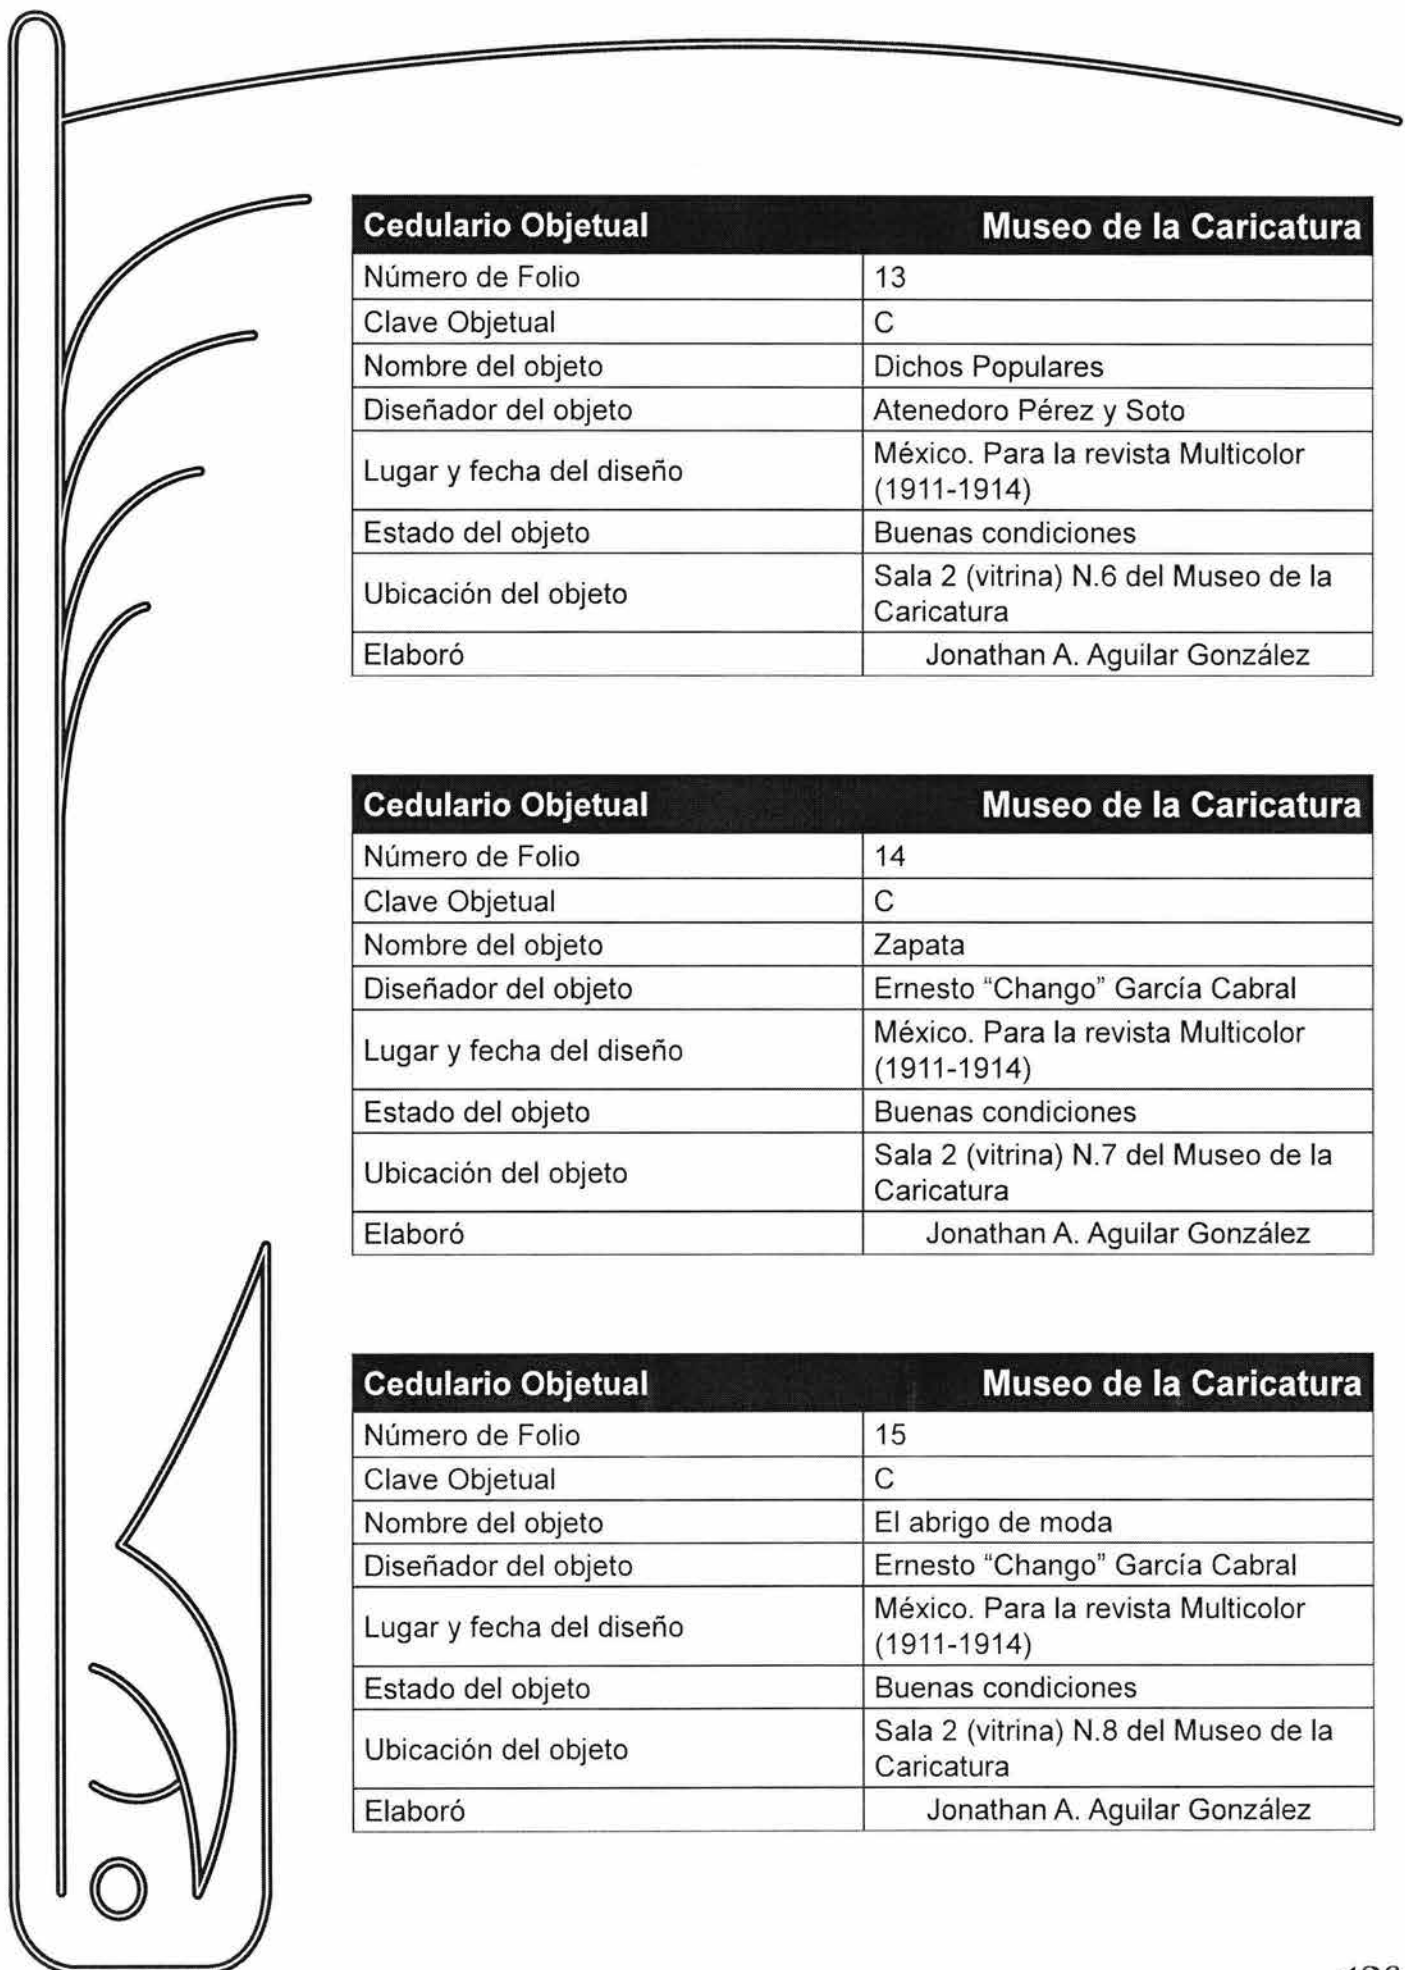 Cedulario Objetual Museo de la Caricatura
Número de Folio 13
Clave Objetual C
Nombre del objeto Dichos Populares
Diseñador del objeto Atenedoro Pérez y Soto
Lugar y fecha del diseño México. Para la revista Multicolor
(1911-1914)
Estado del objeto Buenas condiciones
Ubicación del objeto Sala 2 (vitrina) N.6 del Museo de la
Caricatura
Elaboró Jonathan A. Aguilar González
Cedulario Objetual Museo de la Caricatura
Número de Folio 14
Clave Objetual C
Nombre del objeto Zapata
Diseñador del objeto Ernesto “Chango” García Cabral
Lugar y fecha del diseño México. Para la revista Multicolor
(1911-1914)
Estado del objeto Buenas condiciones
Ubicación del objeto Sala 2 (vitrina) N.7 del Museo de la
Caricatura
Elaboró Jonathan A. Aguilar González
Cedulario Objetual Museo de la Caricatura
Número de Folio 15
Clave Objetual C
Nombre del objeto El abrigo de moda
Diseñador del objeto Ernesto “Chango” García Cabral
Lugar y fecha del diseño México. Para la revista Multicolor
(1911-1914)
Estado del objeto Buenas condiciones
Ubicación del objeto Sala 2 (vitrina) N.8 del Museo de la
Caricatura
Elaboró Jonathan A. Aguilar González